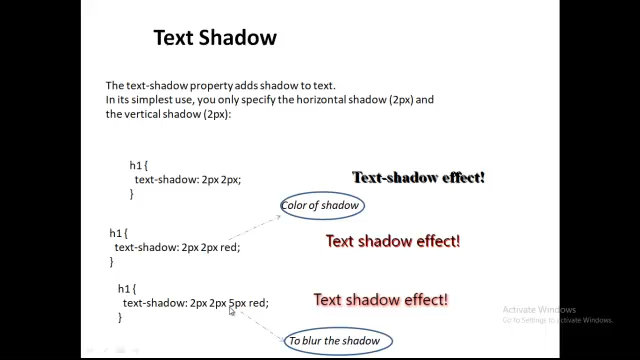 Text Shadow
The text-shadow property adds shadow to text.
In its simplest use, you only specify the horizontal shadow (2px) and
the vertical shadow (2px):
h1 {
text-shadow: 2px 2px;
}
Text-shadow effect!
Color of shadow
h1 {
text-shadow: 2px 2px red;
}
Text shadow effect!
h1 {
text-shadow: 2px 2px 5px red;
}
Text shadow effect!
To blur the shadow
Activate Windows
Go to Settings to activate Windows.